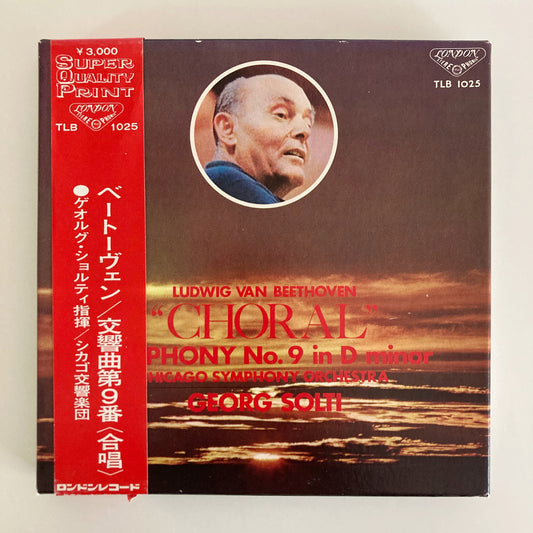 ¥3,000
SUPER
QUALITY
PRINT
LONDON
TLB 1025
ベートーヴェン/交響曲第9番〈合唱〉
●ゲオルグ・ショルティ指揮/シカゴ交響楽団
ロンドンレコード
LONDON
TLB 1025
LUDWIG VAN BEETHOVEN
"CHORAL"
PHONY No. 9 in D minor
HICAGO SYMPHONY ORCHESTRA
GEORG SOLTI